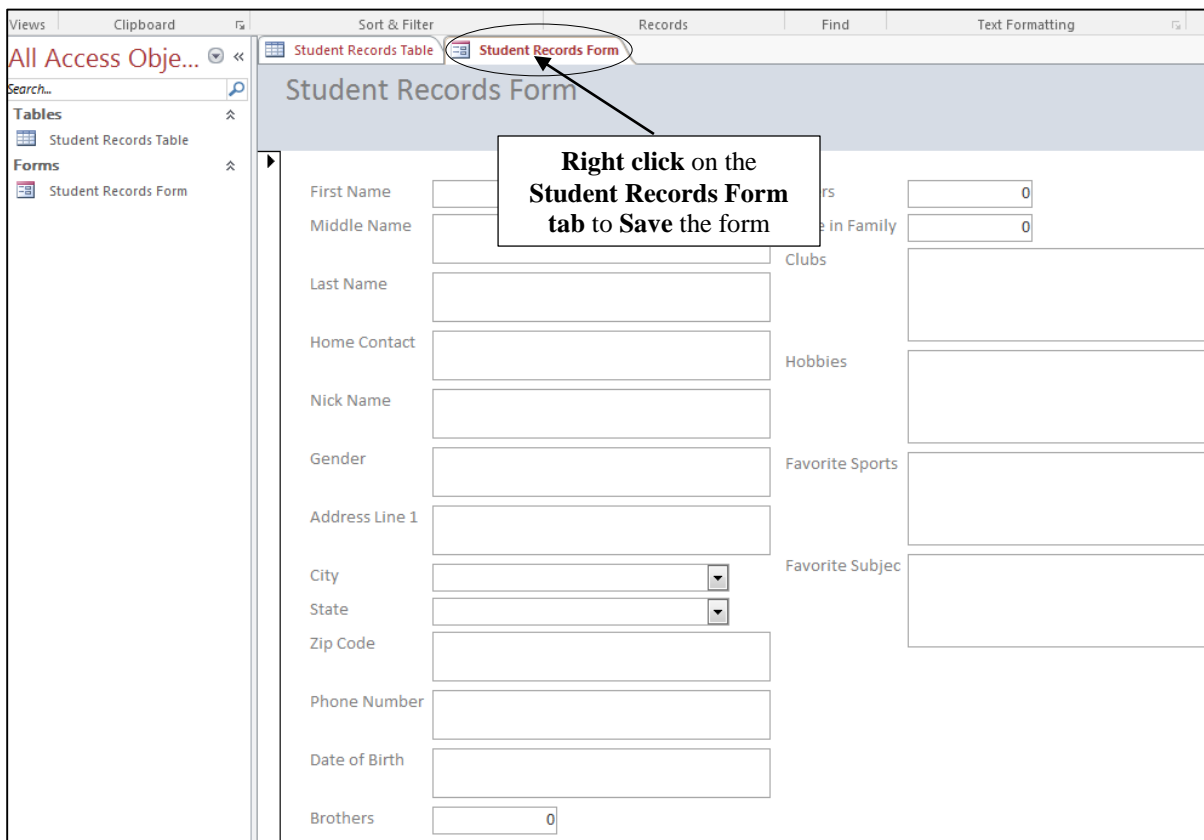 Views Clipboard Sort & Filter Records Find Text Formatting
All Access Obje... «
Search...
Tables
Student Records Table
Forms
Student Records Form
Student Records Table Student Records Form
Student Records Form
Right click on the
Student Records Form
tab to Save the form
First Name
Middle Name
Last Name
Home Contact
Nick Name
Gender
Address Line 1
City
State
Zip Code
Phone Number
Date of Birth
Brothers 0
rs 0
in Family 0
Clubs
Hobbies
Favorite Sports
Favorite Subjec